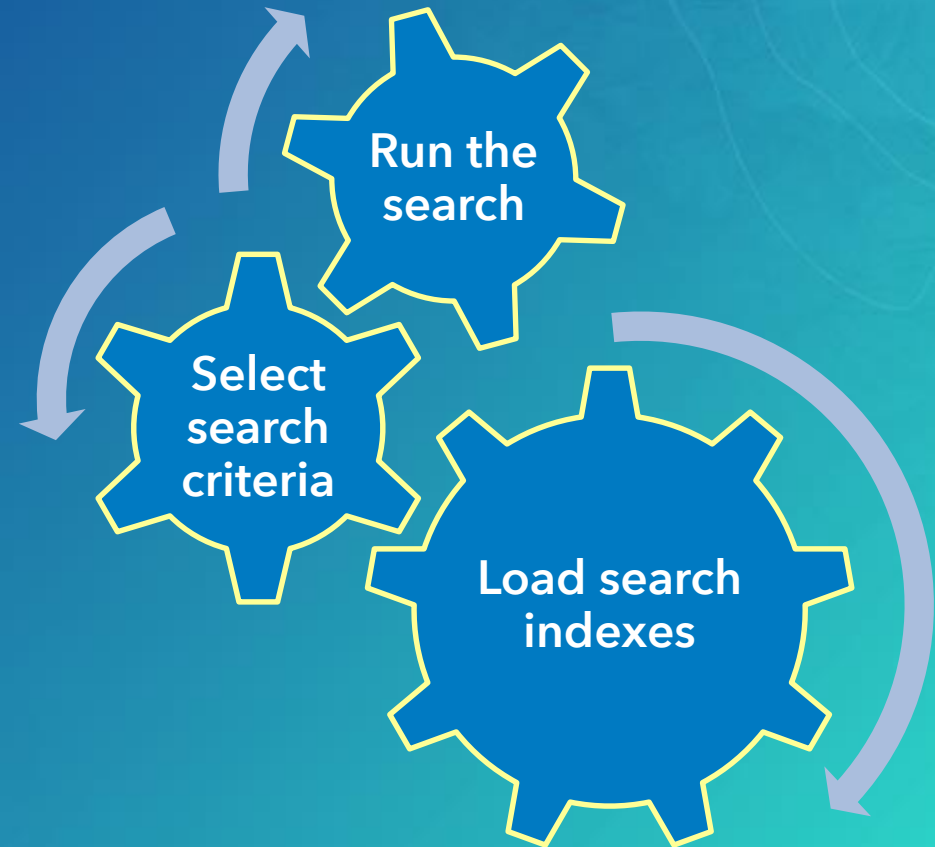 Run the
search
Select
search
criteria
Load search
indexes